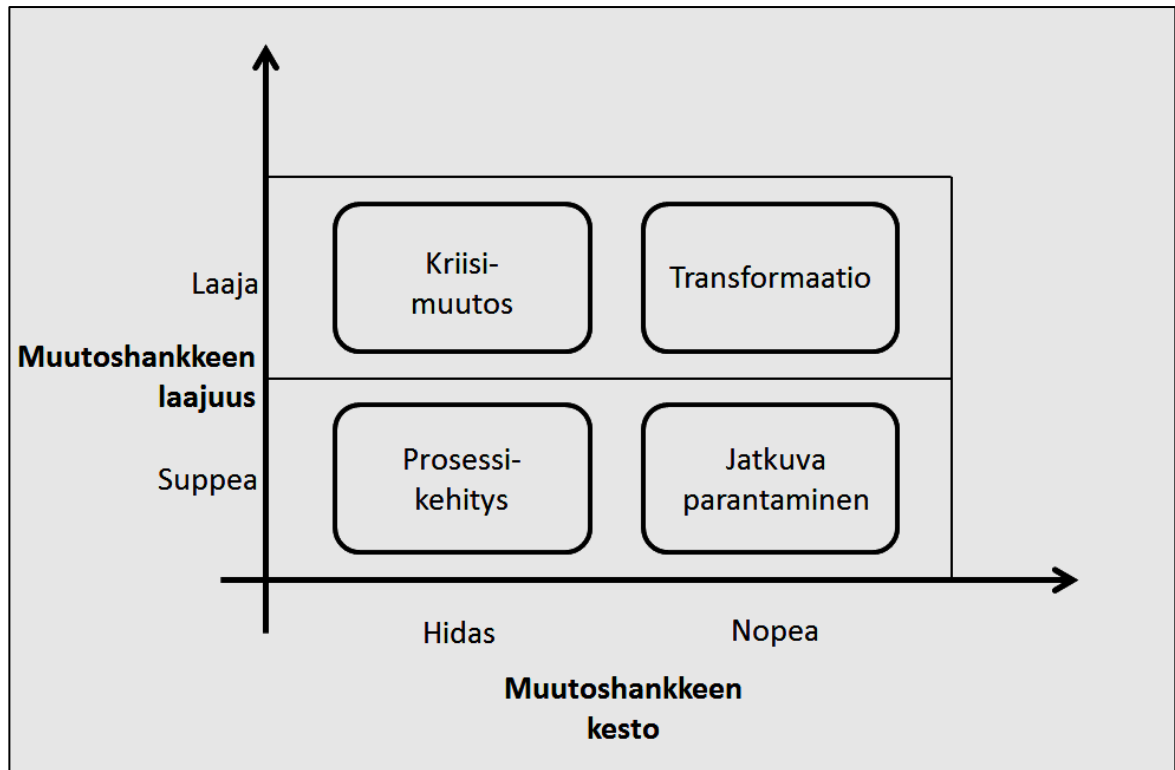 Laaja
Kriisi-
muutos
Transformaatio
Muutoshankkeen
laajuus
Suppea
Prosessi-
kehitys
Jatkuva
parantaminen
Hidas
Nopea
Muutoshankkeen
kesto